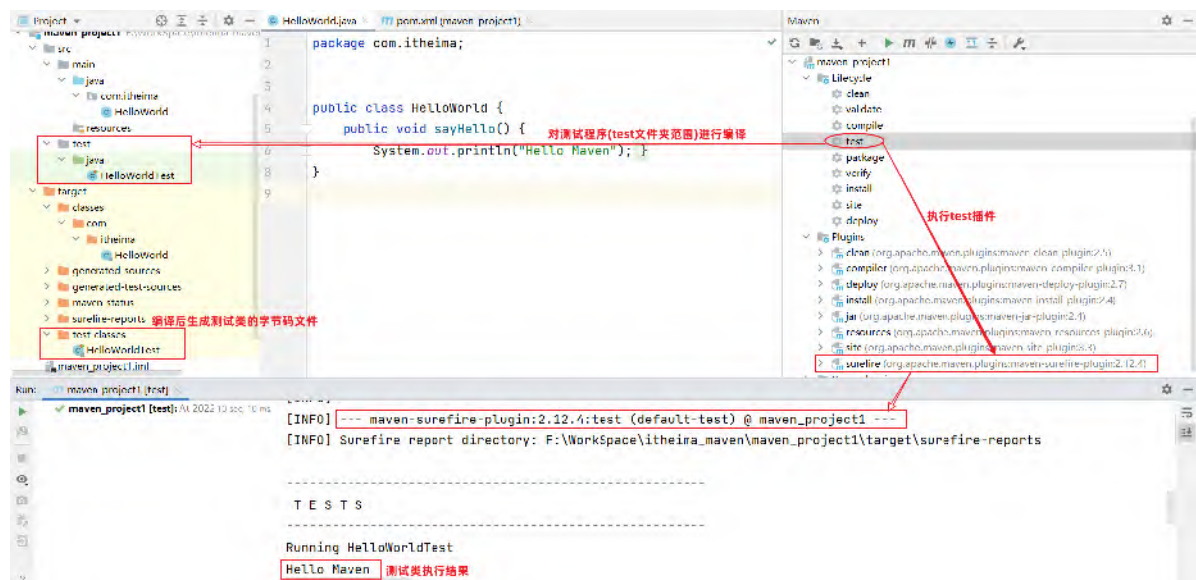 Project
HelloWorld.java
pom.xml (maven_project1)
Maven
src
main
java
com.itheima
HelloWorld
resources
test
java
HelloWorldTest
target
classes
com
itheima
HelloWorld
generated-sources
generated-test-sources
maven-status
surefire-reports
编译后生成测试类的字节码文件
test-classes
HelloWorldTest
maven_project1.iml
1 package com.itheima;
2
3
4 public class HelloWorld {
5 public void sayHello() {
对测试程序(test文件夹范围)进行编译
6 System.out.println("Hello Maven"); }
8 }
9
maven_project1
Lifecycle
clean
validate
compile
test
package
verify
install
site
deploy
执行test插件
Plugins
clean (org.apache.maven.plugins:maven-clean-plugin:2.5)
compiler (org.apache.maven.plugins:maven-compiler-plugin:3.1)
deploy (org.apache.maven.plugins:maven-deploy-plugin:2.7)
install (org.apache.maven.plugins:maven-install-plugin:2.4)
jar (org.apache.maven.plugins:maven-jar-plugin:2.4)
resources (org.apache.maven.plugins:maven-resources-plugin:2.6)
site (org.apache.maven.plugins:maven-site-plugin:3.3)
surefire (org.apache.maven.plugins:maven-surefire-plugin:2.12.4)
Run: maven_project1 [test]
maven_project1 [test]: At 2022
[INFO] --- maven-surefire-plugin:2.12.4:test (default-test) @ maven_project1 ---
[INFO] Surefire report directory: F:\WorkSpace\itheima_maven\maven_project1\target\surefire-reports
-------------------------------------------------------
T E S T S
-------------------------------------------------------
Running HelloWorldTest
Hello Maven 测试类执行结果